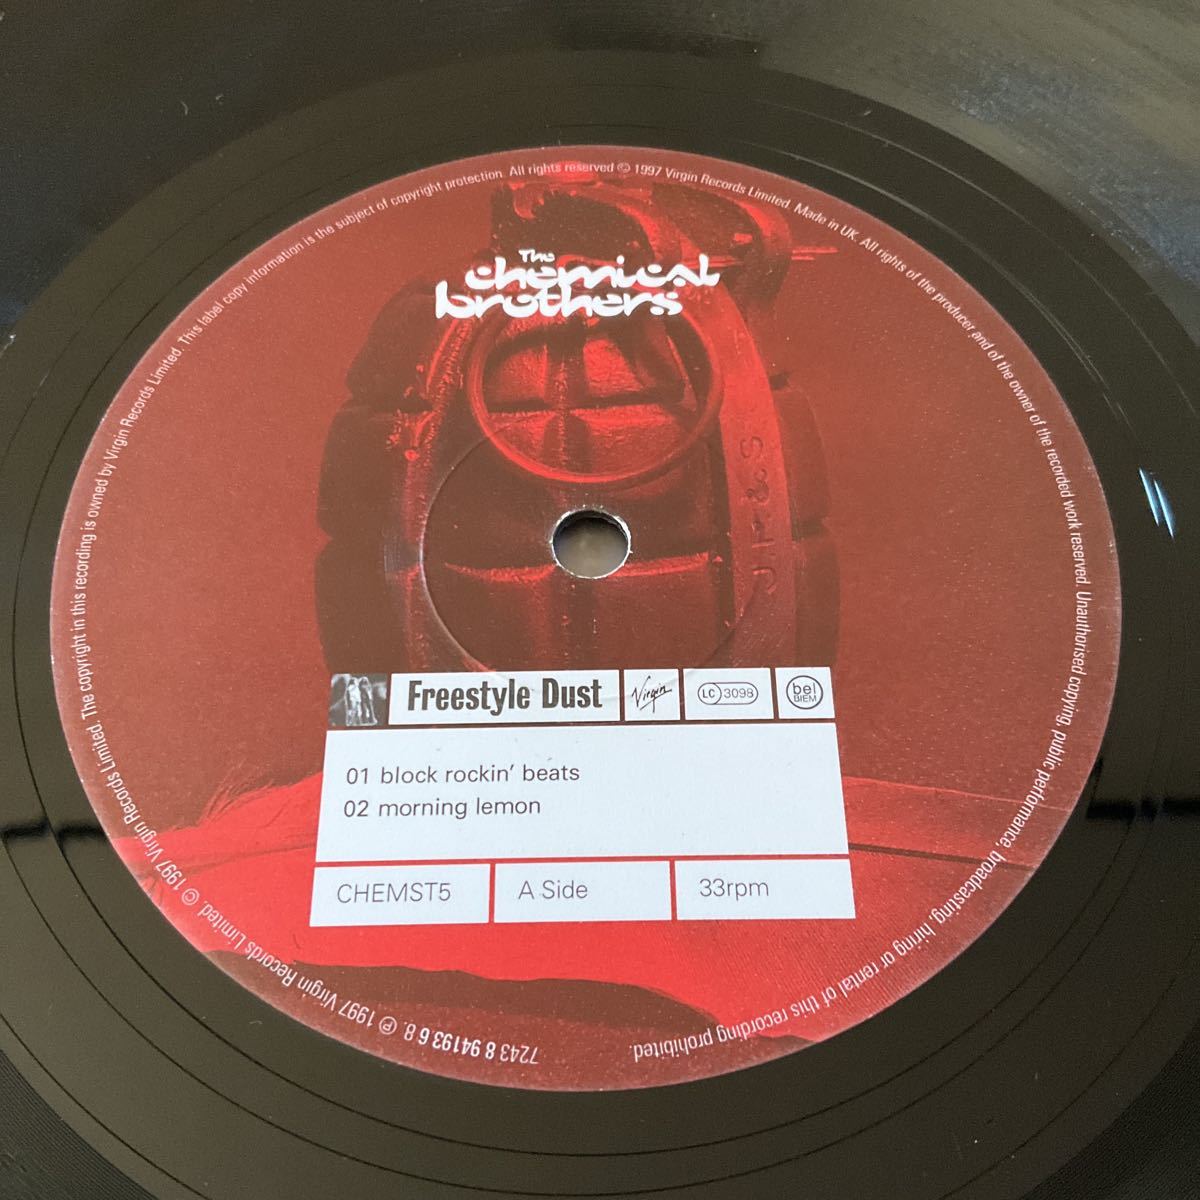 The
chemical
brothers
J F & S
Freestyle Dust
Virgin
LC 3098
bel
BIEM
01 block rockin' beats
02 morning lemon
CHEMST5
A Side
33rpm
7243 8 94193 6 8. ℗ 1997 Virgin Records Limited. © 1997 Virgin Records Limited. The copyright in this recording is owned by Virgin Records Limited. This label copy information is the subject of copyright protection. All rights reserved © 1997 Virgin Records Limited. Made in UK. All rights of the producer and of the owner of the recorded work reserved. Unauthorised copying, public performance, broadcasting, hiring or rental of this recording prohibited.